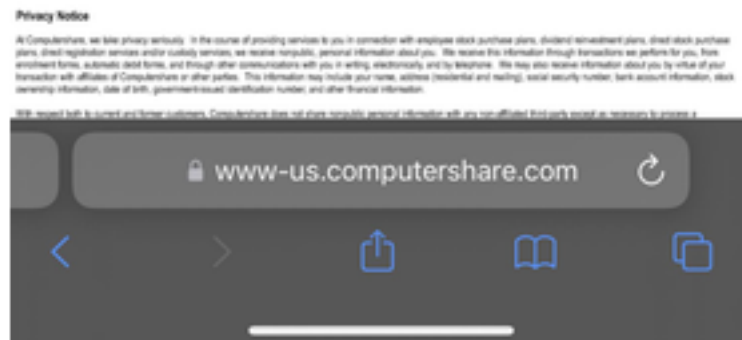 Privacy Notice
At Computershare, we take privacy seriously. In the course of providing services to you in connection with employee stock purchase plans, dividend reinvestment plans, direct stock purchase
plans, direct registration services and/or custody services, we receive nonpublic, personal information about you. We receive this information through transactions we perform for you, from
enrollment forms, automatic debit forms, and through other communications with you in writing, electronically, and by telephone. We may also receive information about you by virtue of your
transaction with affiliates of Computershare or other parties. This information may include your name, address (residential and mailing), social security number, bank account information, stock
ownership information, date of birth, government-issued identification number, and other financial information.
With respect both to current and former customers, Computershare does not share nonpublic personal information with any non-affiliated third-party except as necessary to process a
www-us.computershare.com